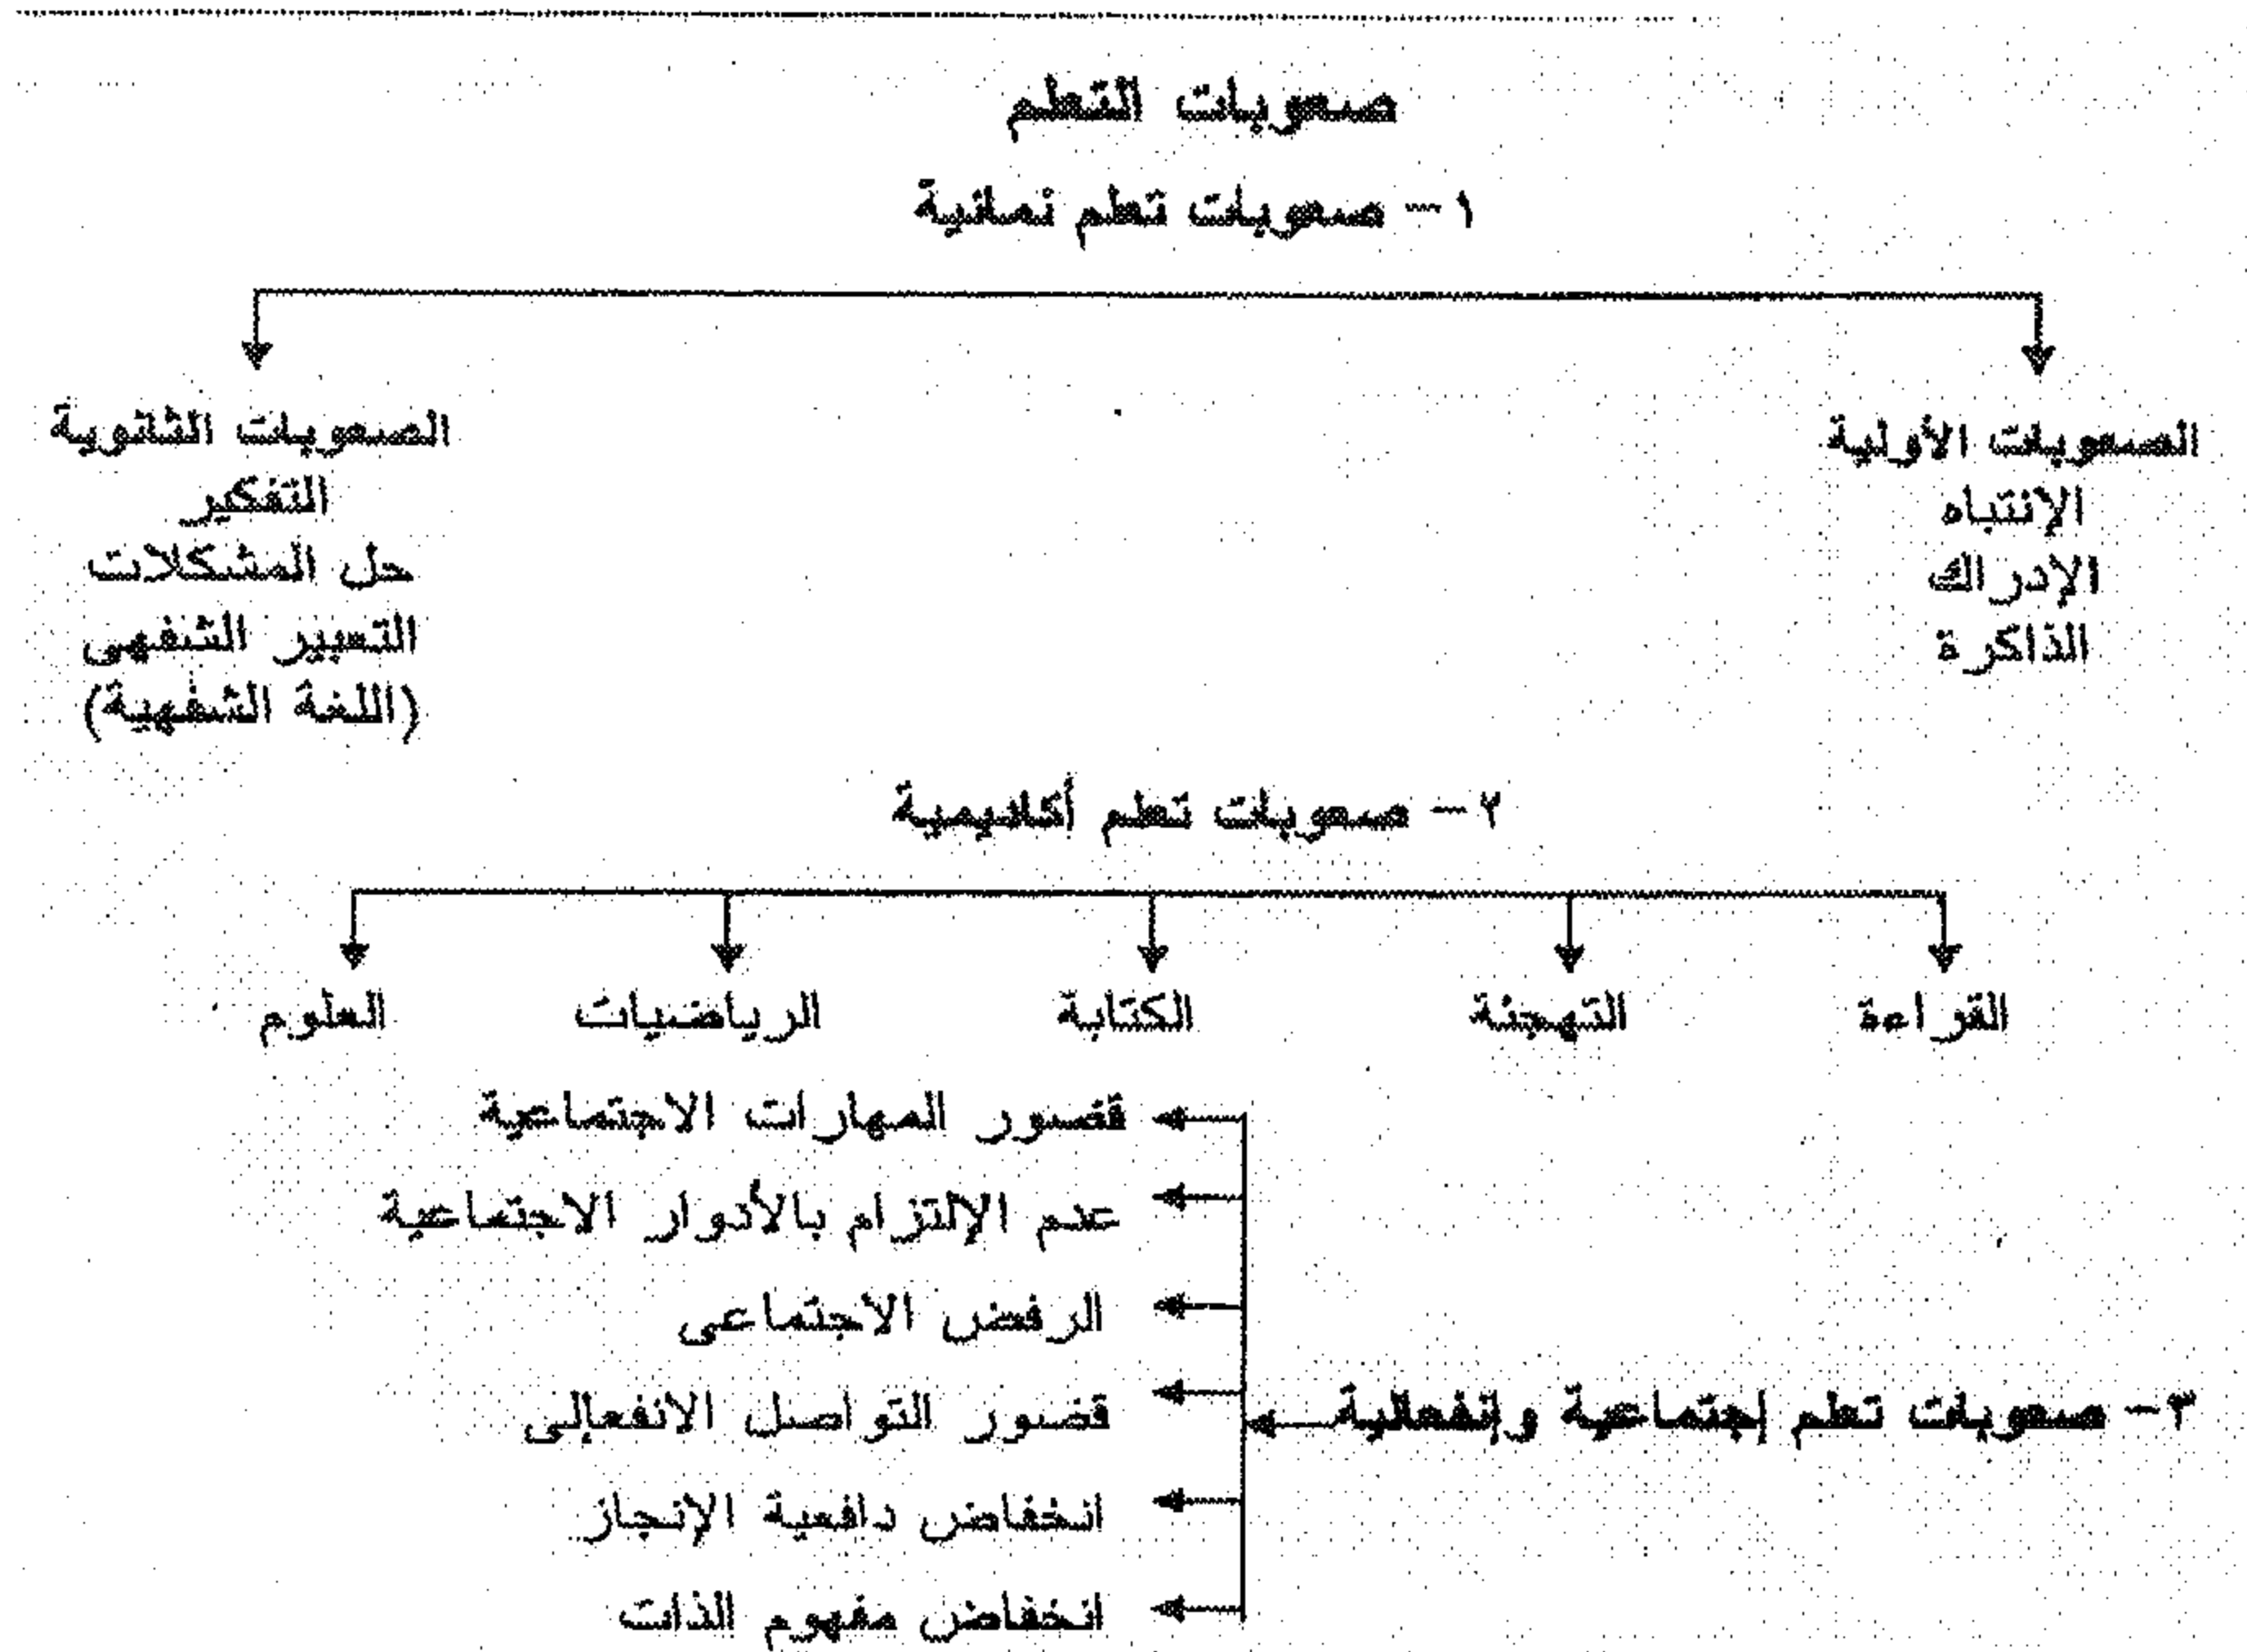 صعوبات التعلم
١ – صعوبات تعلم نمائية
الصعوبات الأولية
الإنتباه
الإدراك
الذاكرة
الصعوبات الثانوية
التفكير
حل المشكلات
التعبير الشفهى
(اللغة الشفهية)
٢ – صعوبات تعلم أكاديمية
القراءة التهجئة الكتابة الرياضيات العلوم
٣ – صعوبات تعلم إجتماعية وإنفعالية
قصور المهارات الاجتماعية
عدم الإلتزام بالأدوار الاجتماعية
الرفض الاجتماعى
قصور التواصل الانفعالى
انخفاض دافعية الإنجاز
انخفاض مفهوم الذات